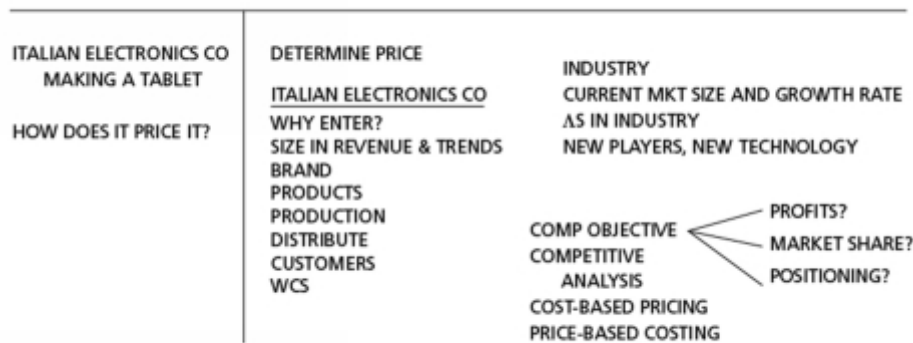 ITALIAN ELECTRONICS CO
MAKING A TABLET
HOW DOES IT PRICE IT?
DETERMINE PRICE
ITALIAN ELECTRONICS CO
WHY ENTER?
SIZE IN REVENUE & TRENDS
BRAND
PRODUCTS
PRODUCTION
DISTRIBUTE
CUSTOMERS
WCS
INDUSTRY
CURRENT MKT SIZE AND GROWTH RATE
ΔS IN INDUSTRY
NEW PLAYERS, NEW TECHNOLOGY
COMP OBJECTIVE
PROFITS?
MARKET SHARE?
POSITIONING?
COMPETITIVE
ANALYSIS
COST-BASED PRICING
PRICE-BASED COSTING